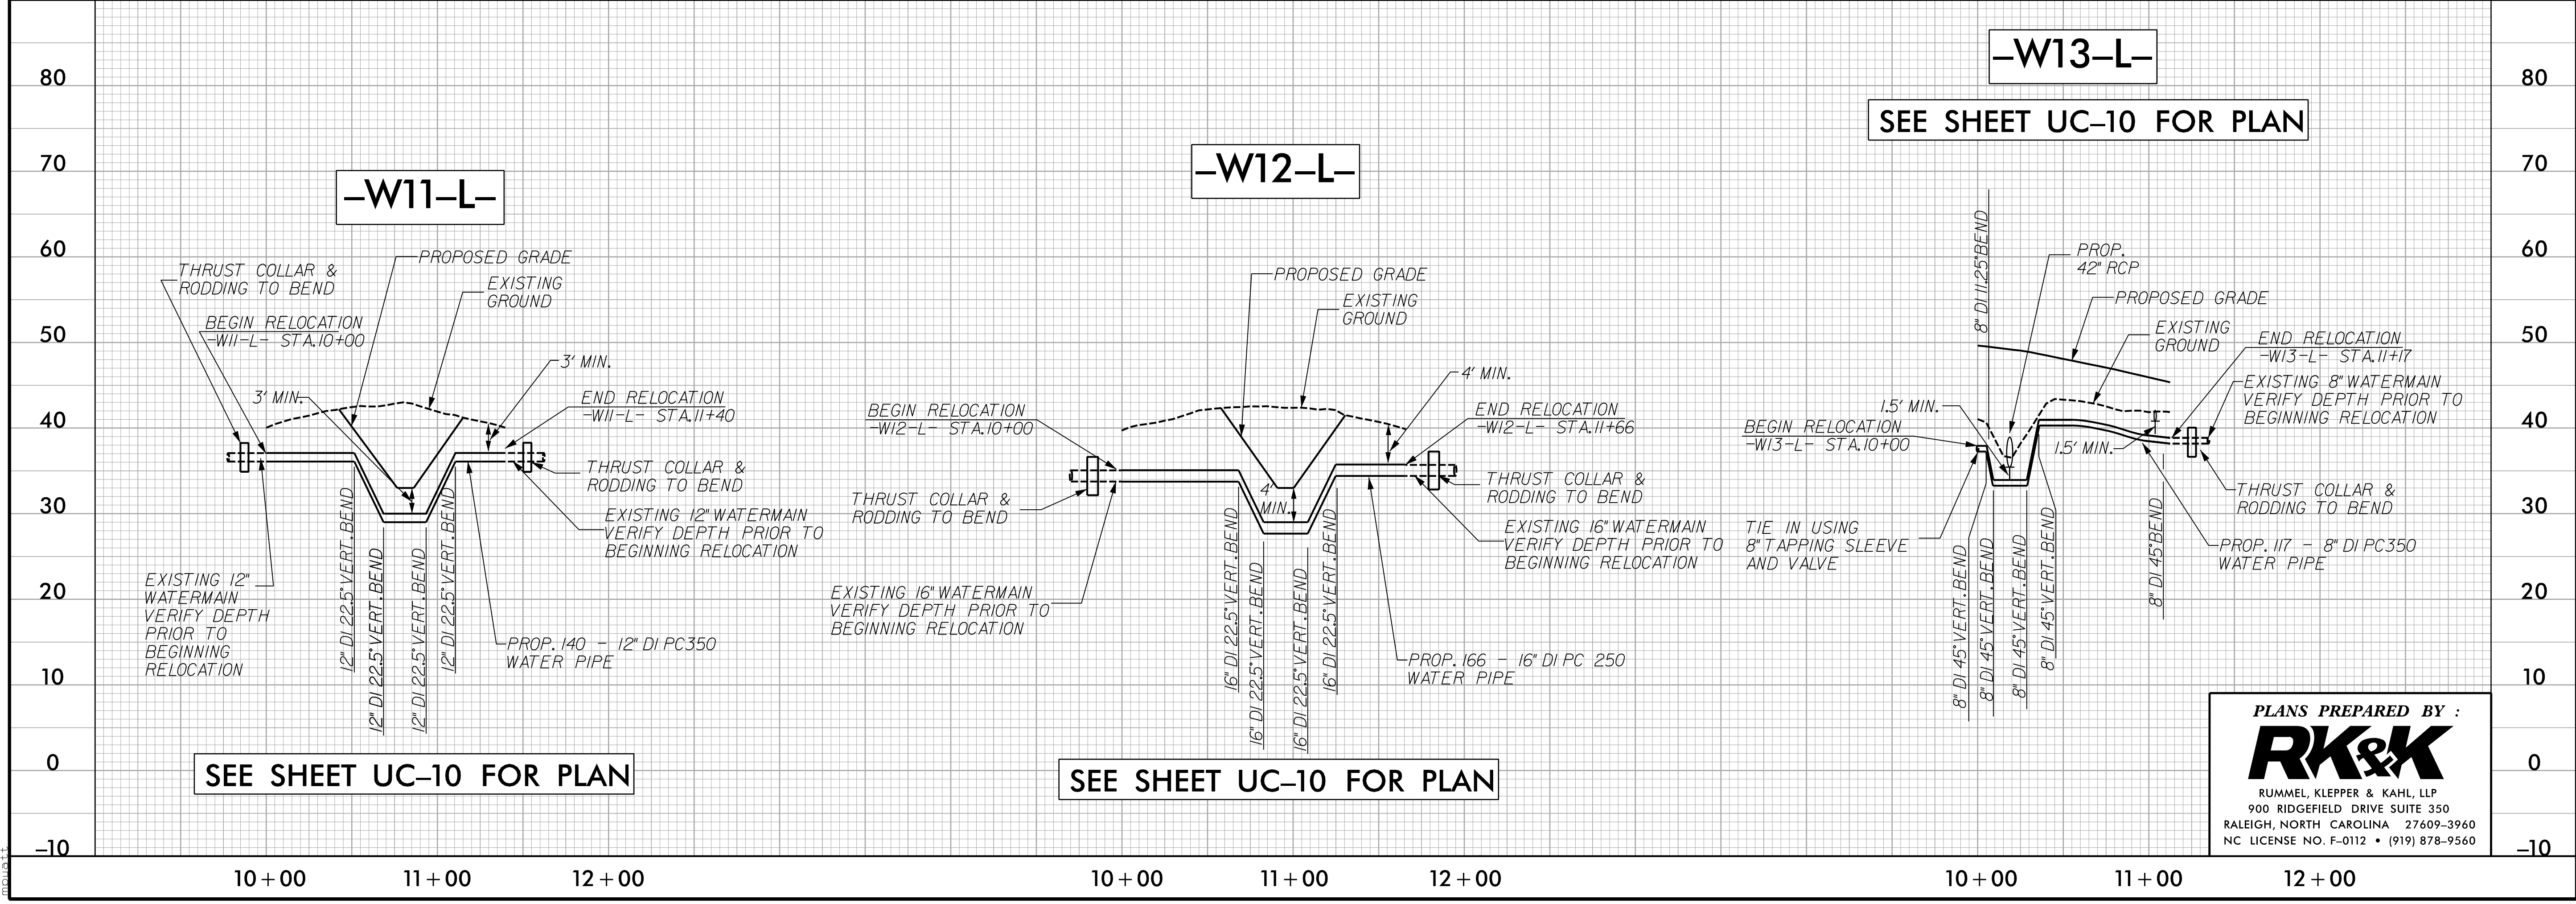 80
70
60
50
40
30
20
10
0
–10
–W11–L–
THRUST COLLAR &
RODDING TO BEND
BEGIN RELOCATION
-W11-L- STA.10+00
PROPOSED GRADE
EXISTING
GROUND
3' MIN.
3' MIN.
END RELOCATION
-W11-L- STA.11+40
THRUST COLLAR &
RODDING TO BEND
EXISTING 12" WATERMAIN
VERIFY DEPTH PRIOR TO
BEGINNING RELOCATION
EXISTING 12"
WATERMAIN
VERIFY DEPTH
PRIOR TO
BEGINNING
RELOCATION
12" DI 22.5° VERT. BEND
12" DI 22.5° VERT. BEND
12" DI 22.5° VERT. BEND
12" DI 22.5° VERT. BEND
PROP. 140 - 12" DI PC350
WATER PIPE
SEE SHEET UC–10 FOR PLAN
10+00
11+00
12+00
–W12–L–
PROPOSED GRADE
EXISTING
GROUND
4' MIN.
BEGIN RELOCATION
-W12-L- STA.10+00
END RELOCATION
-W12-L- STA.11+66
THRUST COLLAR &
RODDING TO BEND
4'
MIN.
THRUST COLLAR &
RODDING TO BEND
EXISTING 16" WATERMAIN
VERIFY DEPTH PRIOR TO
BEGINNING RELOCATION
EXISTING 16" WATERMAIN
VERIFY DEPTH PRIOR TO
BEGINNING RELOCATION
16" DI 22.5° VERT. BEND
16" DI 22.5° VERT. BEND
16" DI 22.5° VERT. BEND
16" DI 22.5° VERT. BEND
PROP. 166 - 16" DI PC 250
WATER PIPE
SEE SHEET UC–10 FOR PLAN
10+00
11+00
12+00
–W13–L–
SEE SHEET UC–10 FOR PLAN
8" DI 11.25° BEND
PROP.
42" RCP
PROPOSED GRADE
EXISTING
GROUND
END RELOCATION
-W13-L- STA.11+17
EXISTING 8" WATERMAIN
VERIFY DEPTH PRIOR TO
BEGINNING RELOCATION
1.5' MIN.
BEGIN RELOCATION
-W13-L- STA.10+00
1.5' MIN.
THRUST COLLAR &
RODDING TO BEND
TIE IN USING
8" TAPPING SLEEVE
AND VALVE
8" DI 45° VERT. BEND
8" DI 45° VERT. BEND
8" DI 45° VERT. BEND
8" DI 45° VERT. BEND
8" DI 45° BEND
PROP. 117 - 8" DI PC350
WATER PIPE
10+00
11+00
12+00
80
70
60
50
40
30
20
10
0
–10
PLANS PREPARED BY :
RK&K
RUMMEL, KLEPPER & KAHL, LLP
900 RIDGEFIELD DRIVE SUITE 350
RALEIGH, NORTH CAROLINA 27609–3960
NC LICENSE NO. F–0112 • (919) 878–9560
mouatt